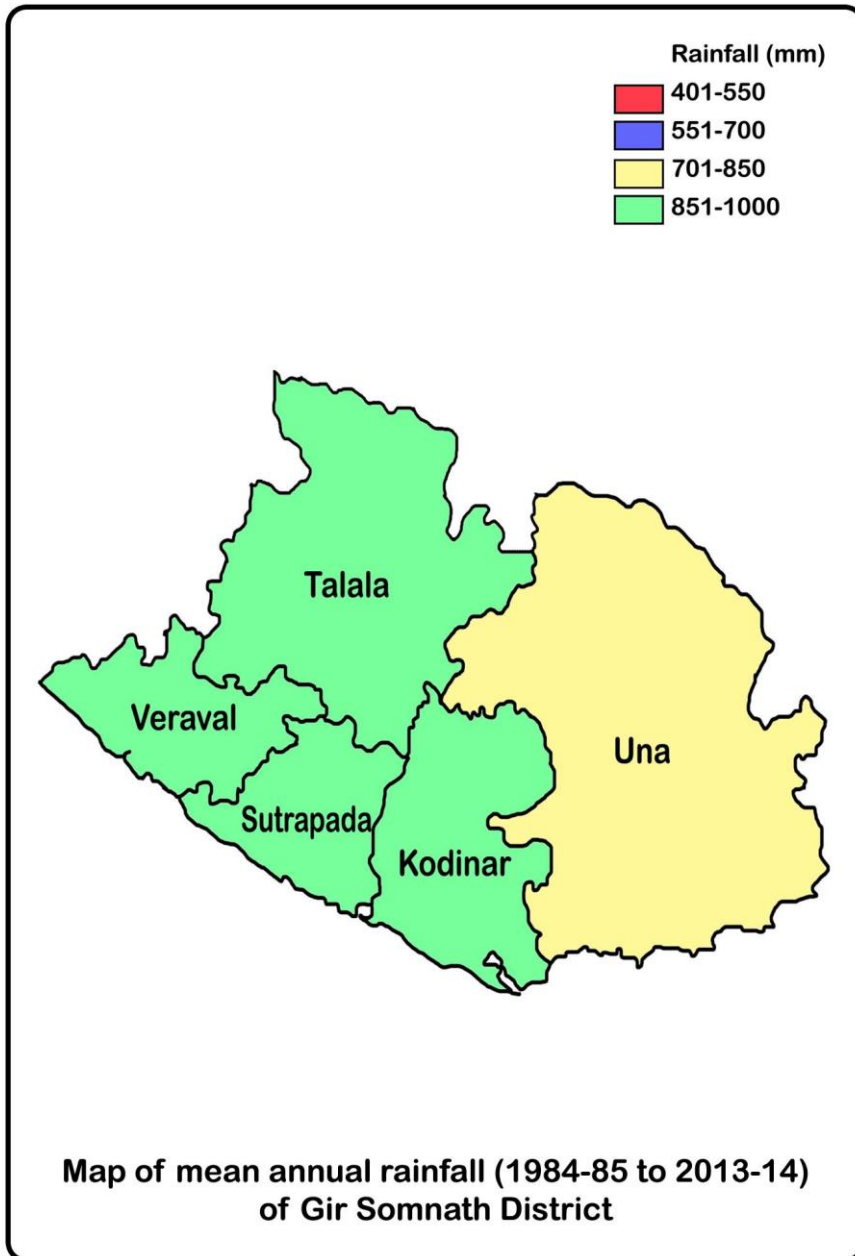 Rainfall (mm)
401-550
551-700
701-850
851-1000
Talala
Veraval
Una
Sutrapada
Kodinar
Map of mean annual rainfall (1984-85 to 2013-14)
of Gir Somnath District